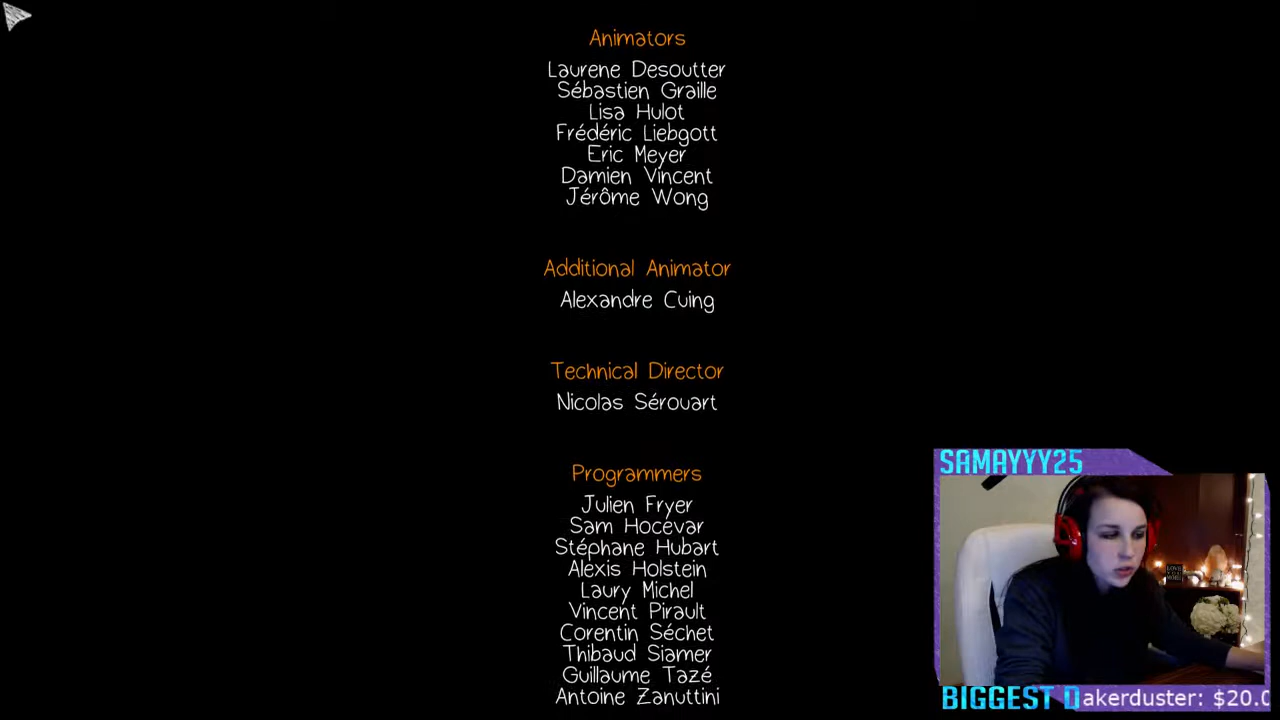 Animators
Laurene Desoutter
Sébastien Graille
Lisa Hulot
Frédéric Liebgott
Eric Meyer
Damien Vincent
Jérôme Wong
Additional Animator
Alexandre Cuing
Technical Director
Nicolas Sérouart
Programmers
Julien Fryer
Sam Hocevar
Stéphane Hubart
Alexis Holstein
Laury Michel
Vincent Pirault
Corentin Séchet
Thibaud Siamer
Guillaume Tazé
Antoine Zanuttini
SAMAYYY25
BIGGEST D akerduster: $20.0